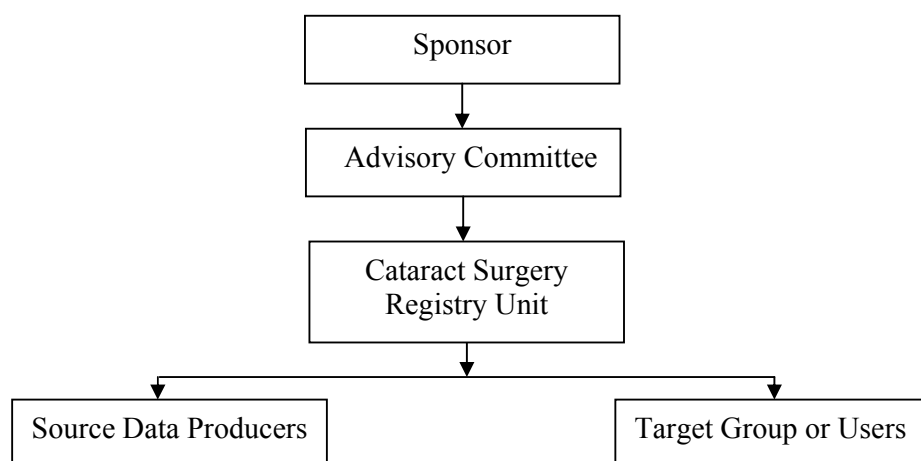 Sponsor
Advisory Committee
Cataract Surgery
Registry Unit
Source Data Producers
Target Group or Users